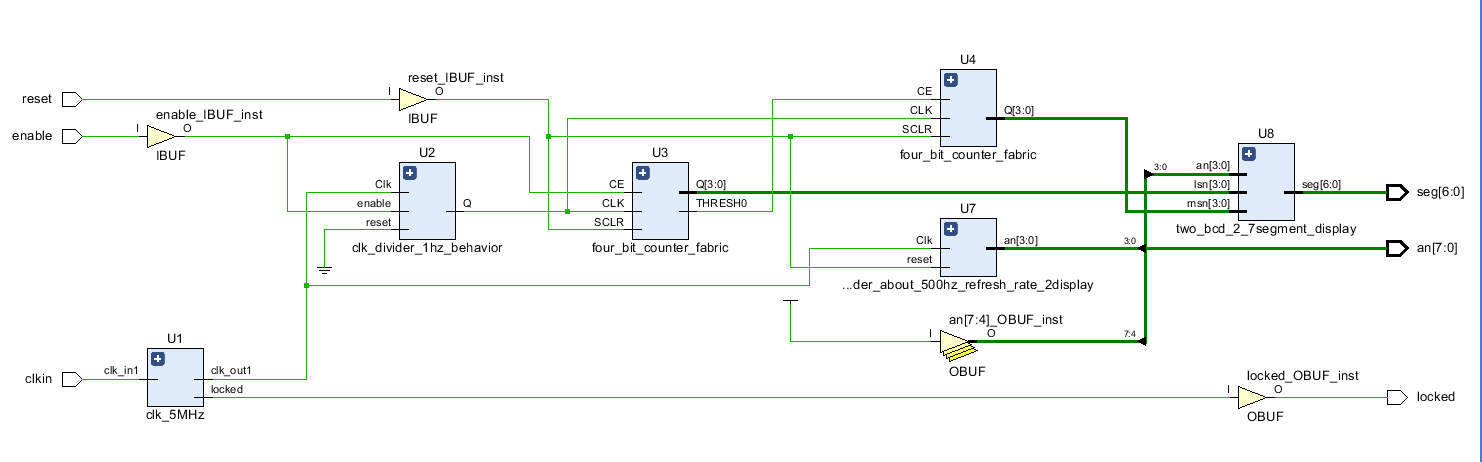 U4
reset_IBUF_inst
reset
I
O
CE
enable_IBUF_inst
IBUF
CLK
Q[3:0]
enable
I
O
SCLR
U8
IBUF
U2
U3
four_bit_counter_fabric
3:0
an[3:0]
Clk
CE
Q[3:0]
lsn[3:0]
seg[6:0]
seg[6:0]
enable
Q
CLK
THRESH0
U7
msn[3:0]
reset
SCLR
two_bcd_2_7segment_display
clk_divider_1hz_behavior
four_bit_counter_fabric
Clk
an[3:0]
3:0
an[7:0]
reset
...der_about_500hz_refresh_rate_2display
an[7:4]_OBUF_inst
U1
I
O
7:4
clk_in1
clk_out1
OBUF
locked_OBUF_inst
clkin
locked
I
O
locked
clk_5MHz
OBUF